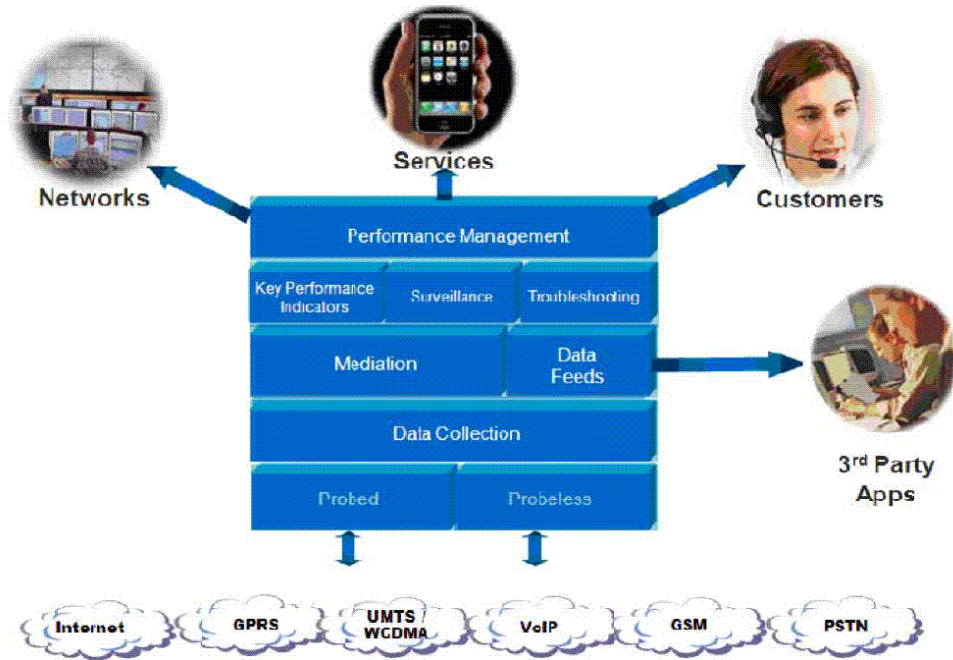 Services
Networks
Customers
Performance Management
Key Performance
Indicators
Surveillance
Troubleshooting
Mediation
Data
Feeds
Data Collection
3rd Party
Apps
Probed
Probeless
Internet
GPRS
UMTS /
WCDMA
VoIP
GSM
PSTN